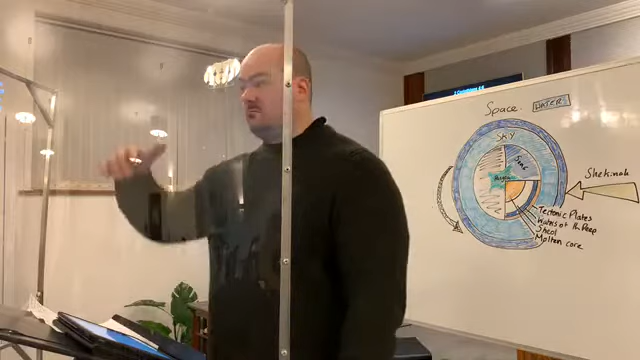 Space
WATER
SKY
Shekinah
Tectonic Plates
Waters of the Deep
Sheol
Molten core